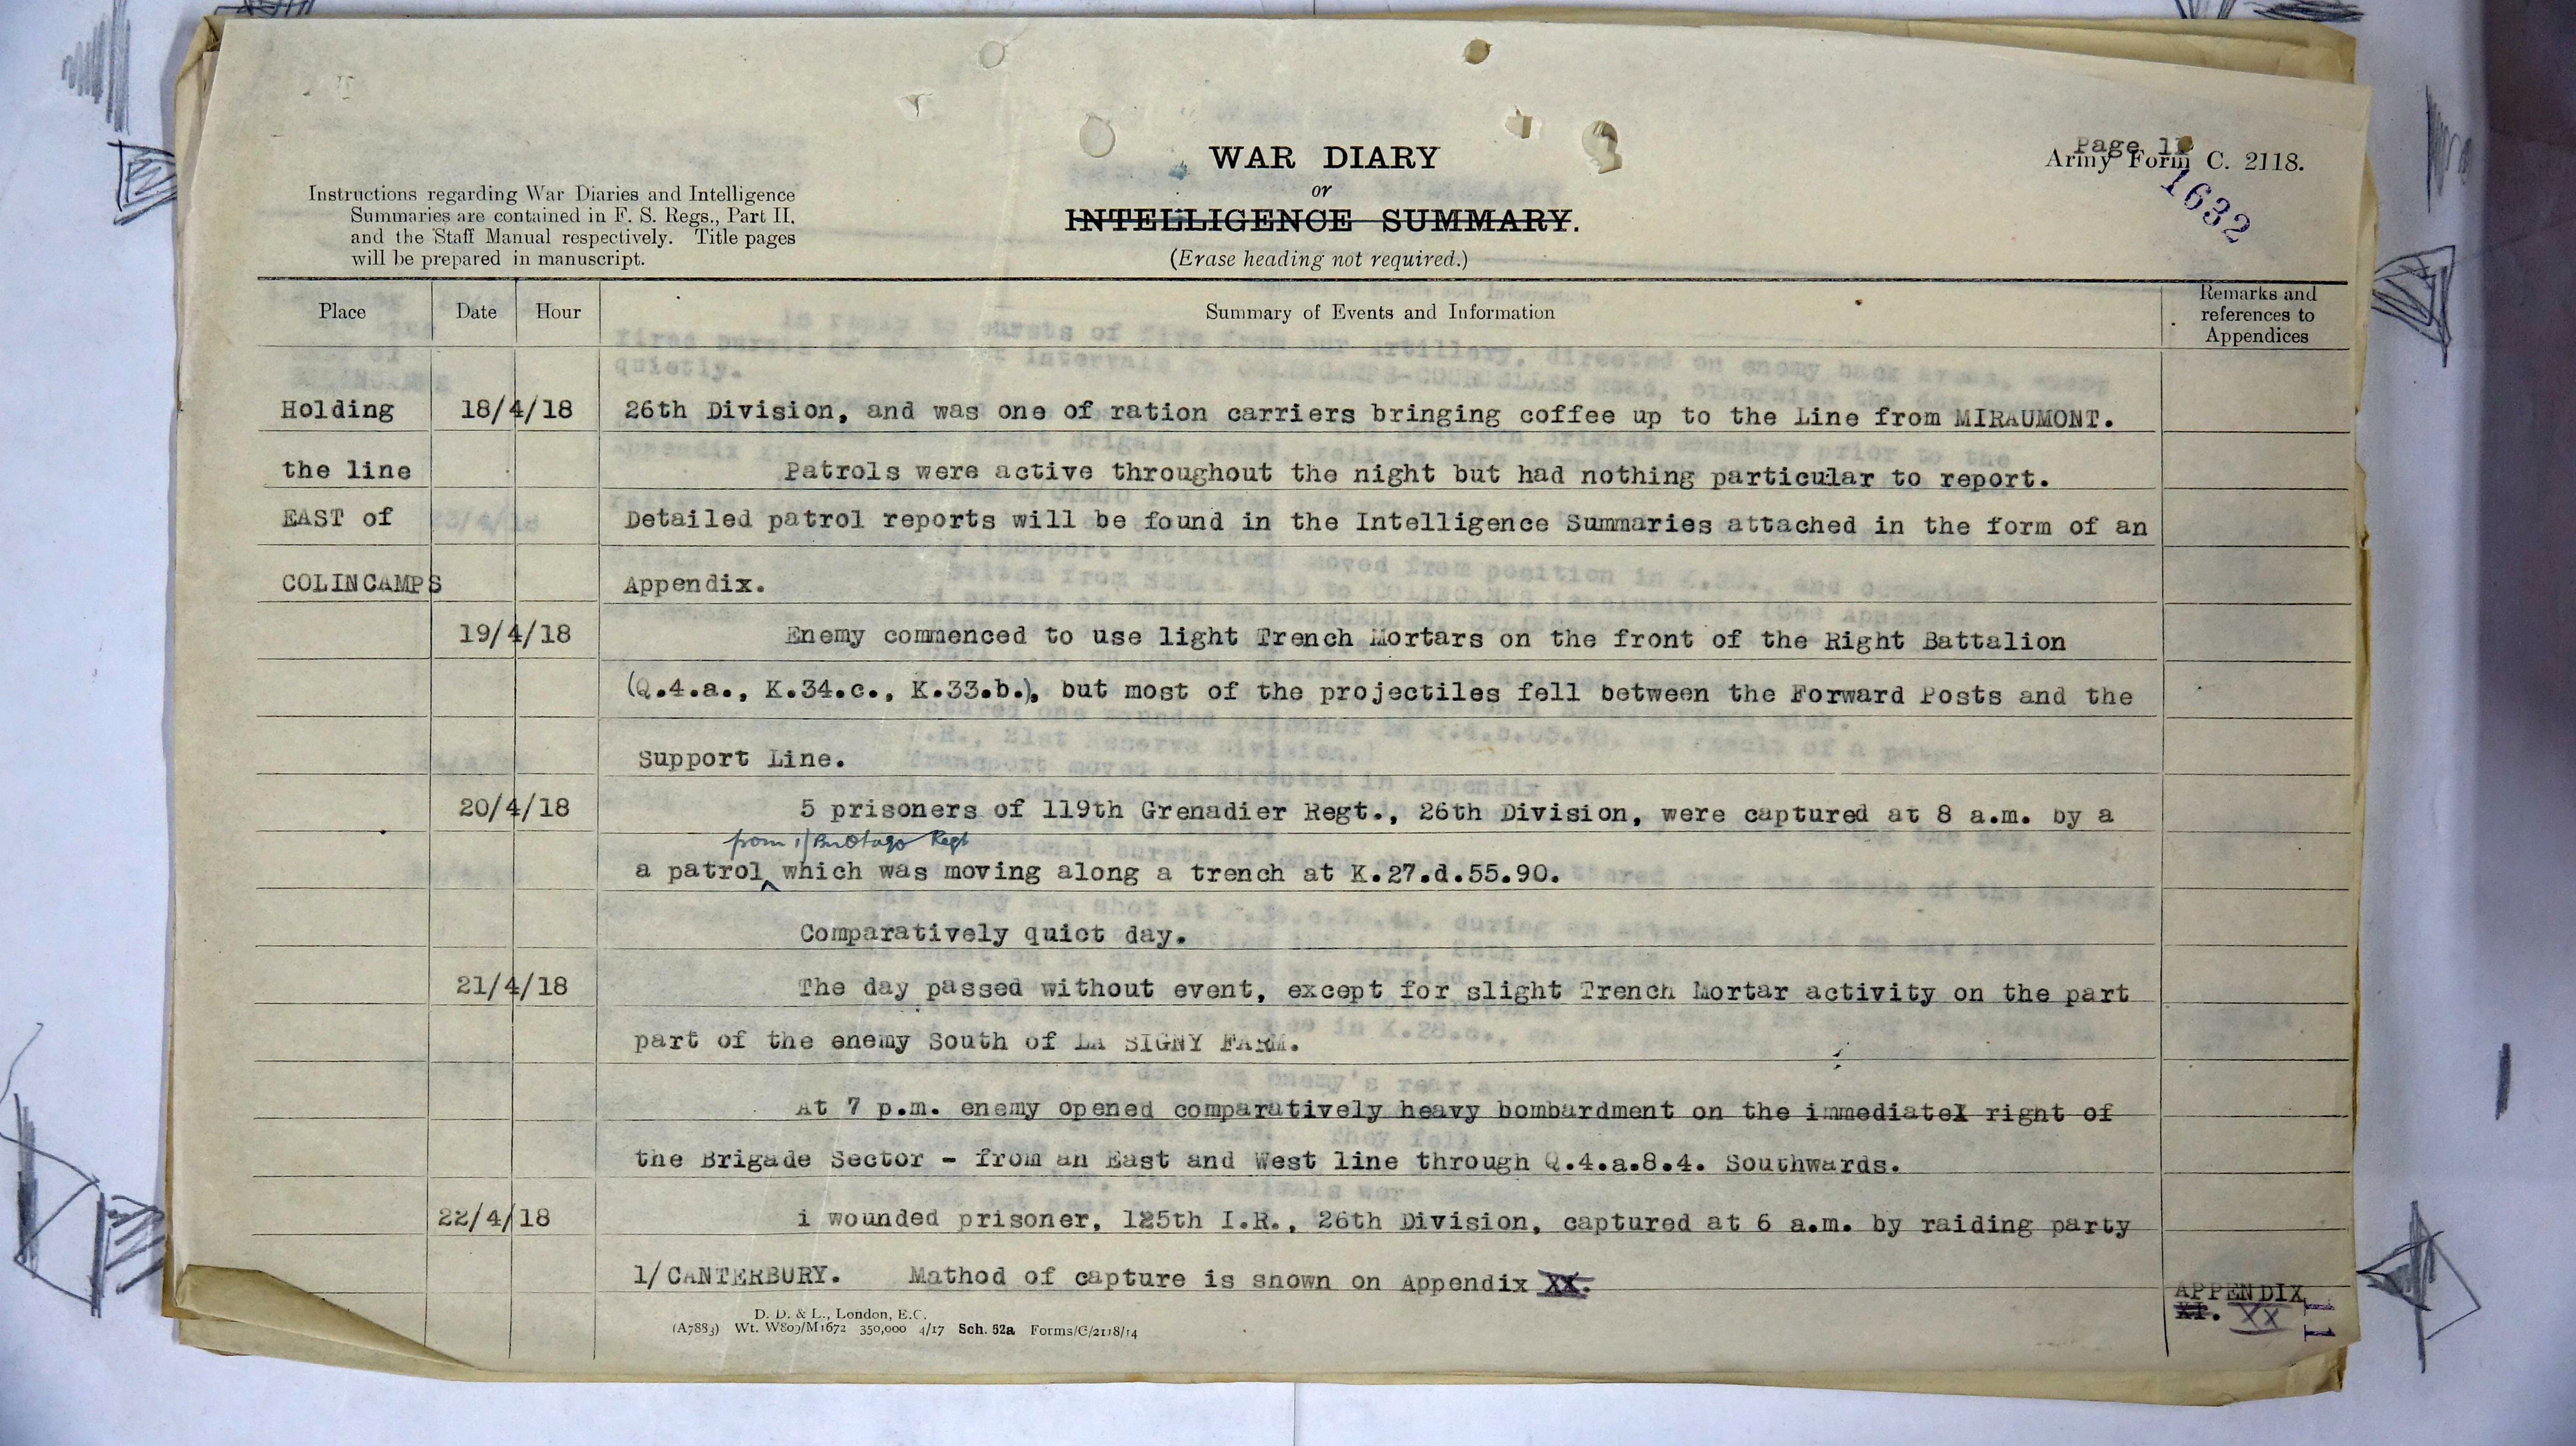 Page 11
Army Form C. 2118.
1632
WAR DIARY
or
INTELLIGENCE SUMMARY.
(Erase heading not required.)
Instructions regarding War Diaries and Intelligence
Summaries are contained in F. S. Regs., Part II.
and the Staff Manual respectively. Title pages
will be prepared in manuscript.
Place Date Hour Summary of Events and Information Remarks and
references to
Appendices
Holding 18/4/18 26th Division, and was one of ration carriers bringing coffee up to the Line from MIRAUMONT.
the line Patrols were active throughout the night but had nothing particular to report.
EAST of Detailed patrol reports will be found in the Intelligence Summaries attached in the form of an
COLINCAMPS Appendix.
19/4/18 Enemy commenced to use light Trench Mortars on the front of the Right Battalion
(Q.4.a., K.34.c., K.33.b.), but most of the projectiles fell between the Forward Posts and the
Support Line.
20/4/18 5 prisoners of 119th Grenadier Regt., 26th Division, were captured at 8 a.m. by a
from 1/Bn Otago Regt
a patrol which was moving along a trench at K.27.d.55.90.
Comparatively quiet day.
21/4/18 The day passed without event, except for slight Trench Mortar activity on the part
part of the enemy South of LA SIGNY FARM.
At 7 p.m. enemy opened comparatively heavy bombardment on the immediatel right of
the Brigade Sector - from an East and West line through Q.4.a.8.4. Southwards.
22/4/18 i wounded prisoner, 125th I.R., 26th Division, captured at 6 a.m. by raiding party
1/CANTERBURY. Mathod of capture is shown on Appendix XX.
APPENDIX
XI. XX
11
D. D. & L., London, E.C.
(A7883) Wt. W809/M1672 350,000 4/17 Sch. 52a Forms/C/2118/14